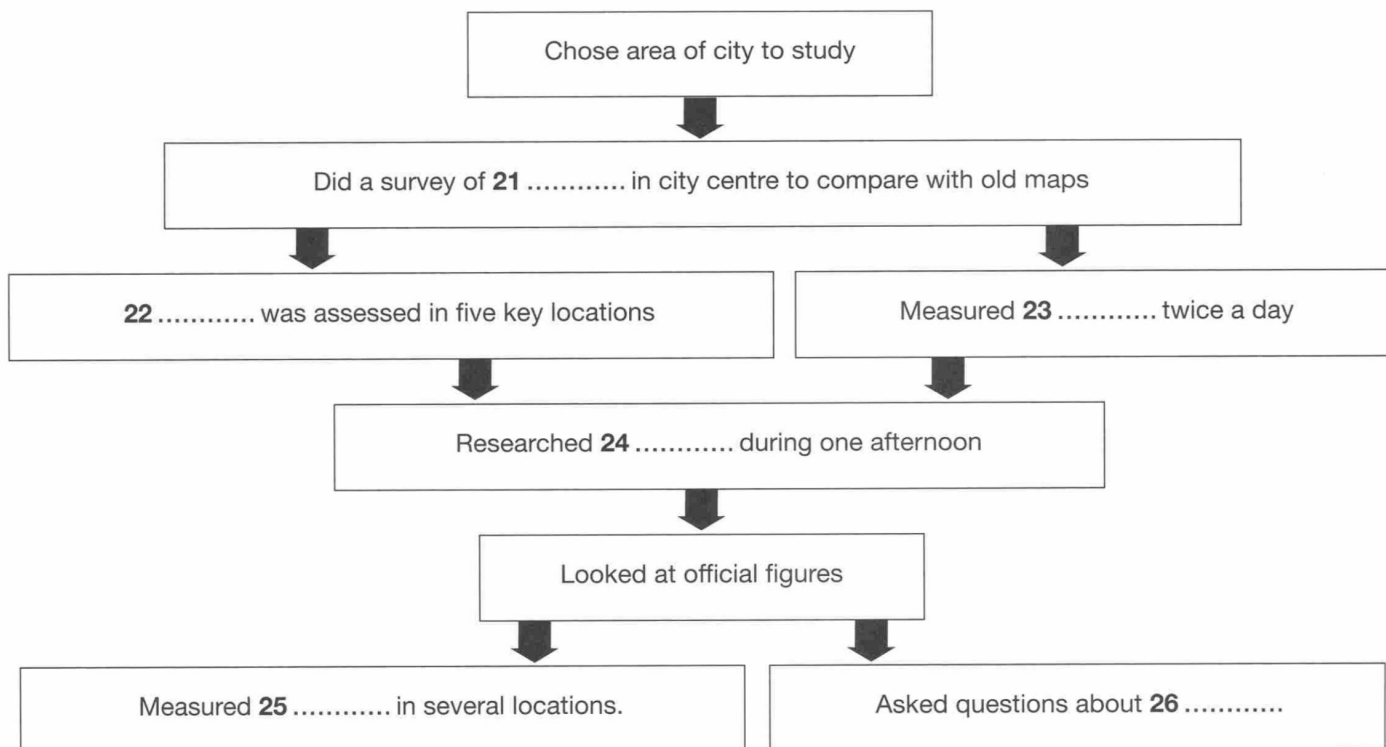 Chose area of city to study
Did a survey of 21 ............ in city centre to compare with old maps
22 ............ was assessed in five key locations
Measured 23 ............ twice a day
Researched 24 ............ during one afternoon
Looked at official figures
Measured 25 ............ in several locations.
Asked questions about 26 ............